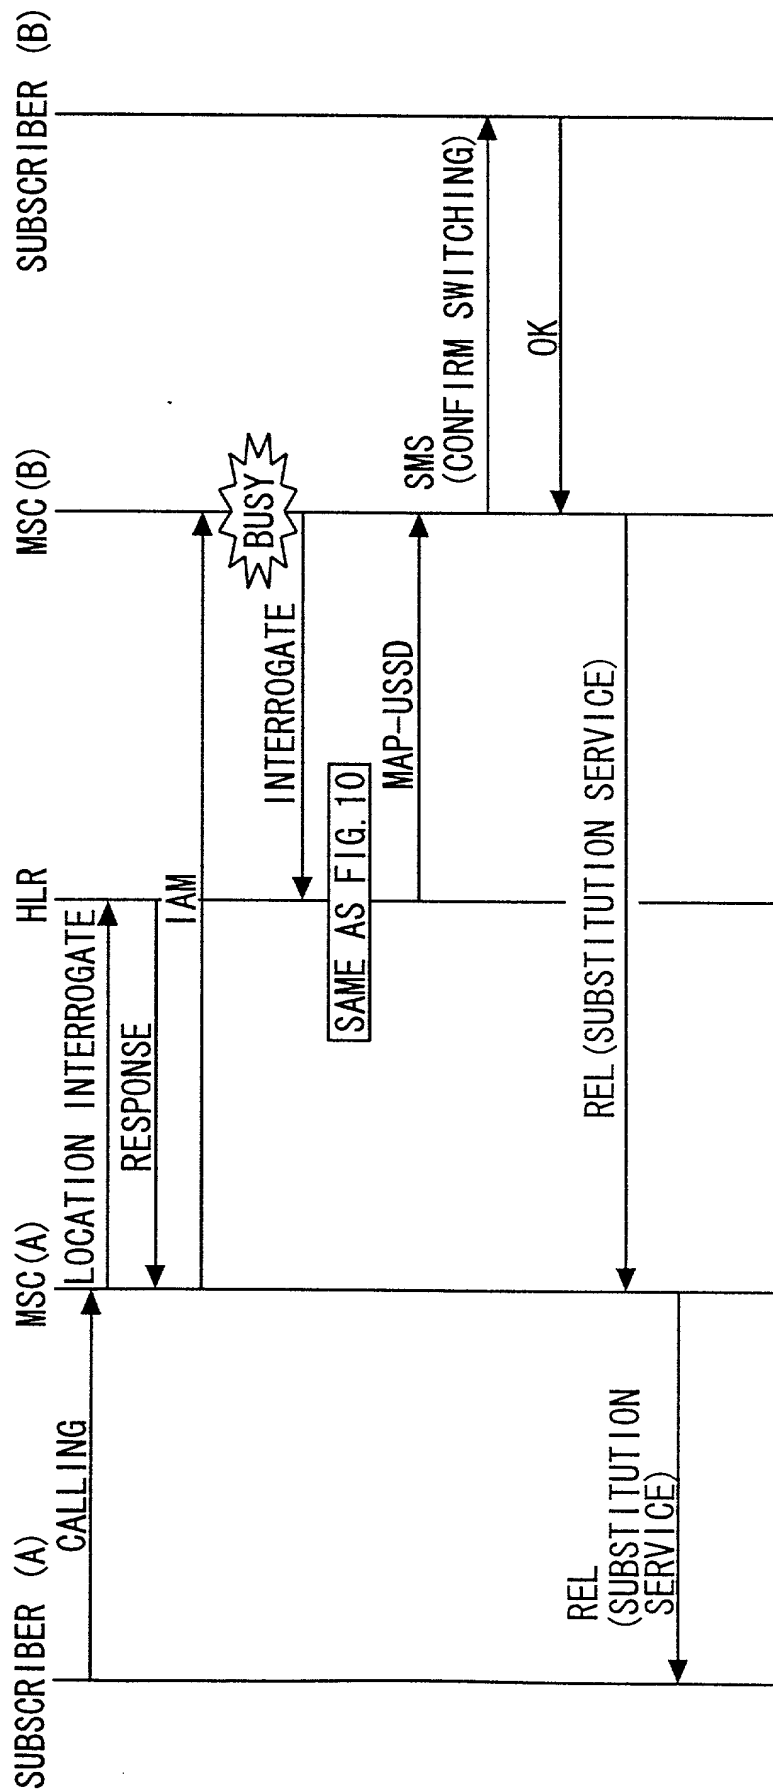 SUBSCRIBER (A)
MSC(A)
HLR
MSC(B)
SUBSCRIBER (B)
CALLING
LOCATION INTERROGATE
RESPONSE
IAM
BUSY
INTERROGATE
SAME AS FIG.10
MAP-USSD
SMS
(CONFIRM SWITCHING)
OK
REL(SUBSTITUTION SERVICE)
REL
(SUBSTITUTION
SERVICE)